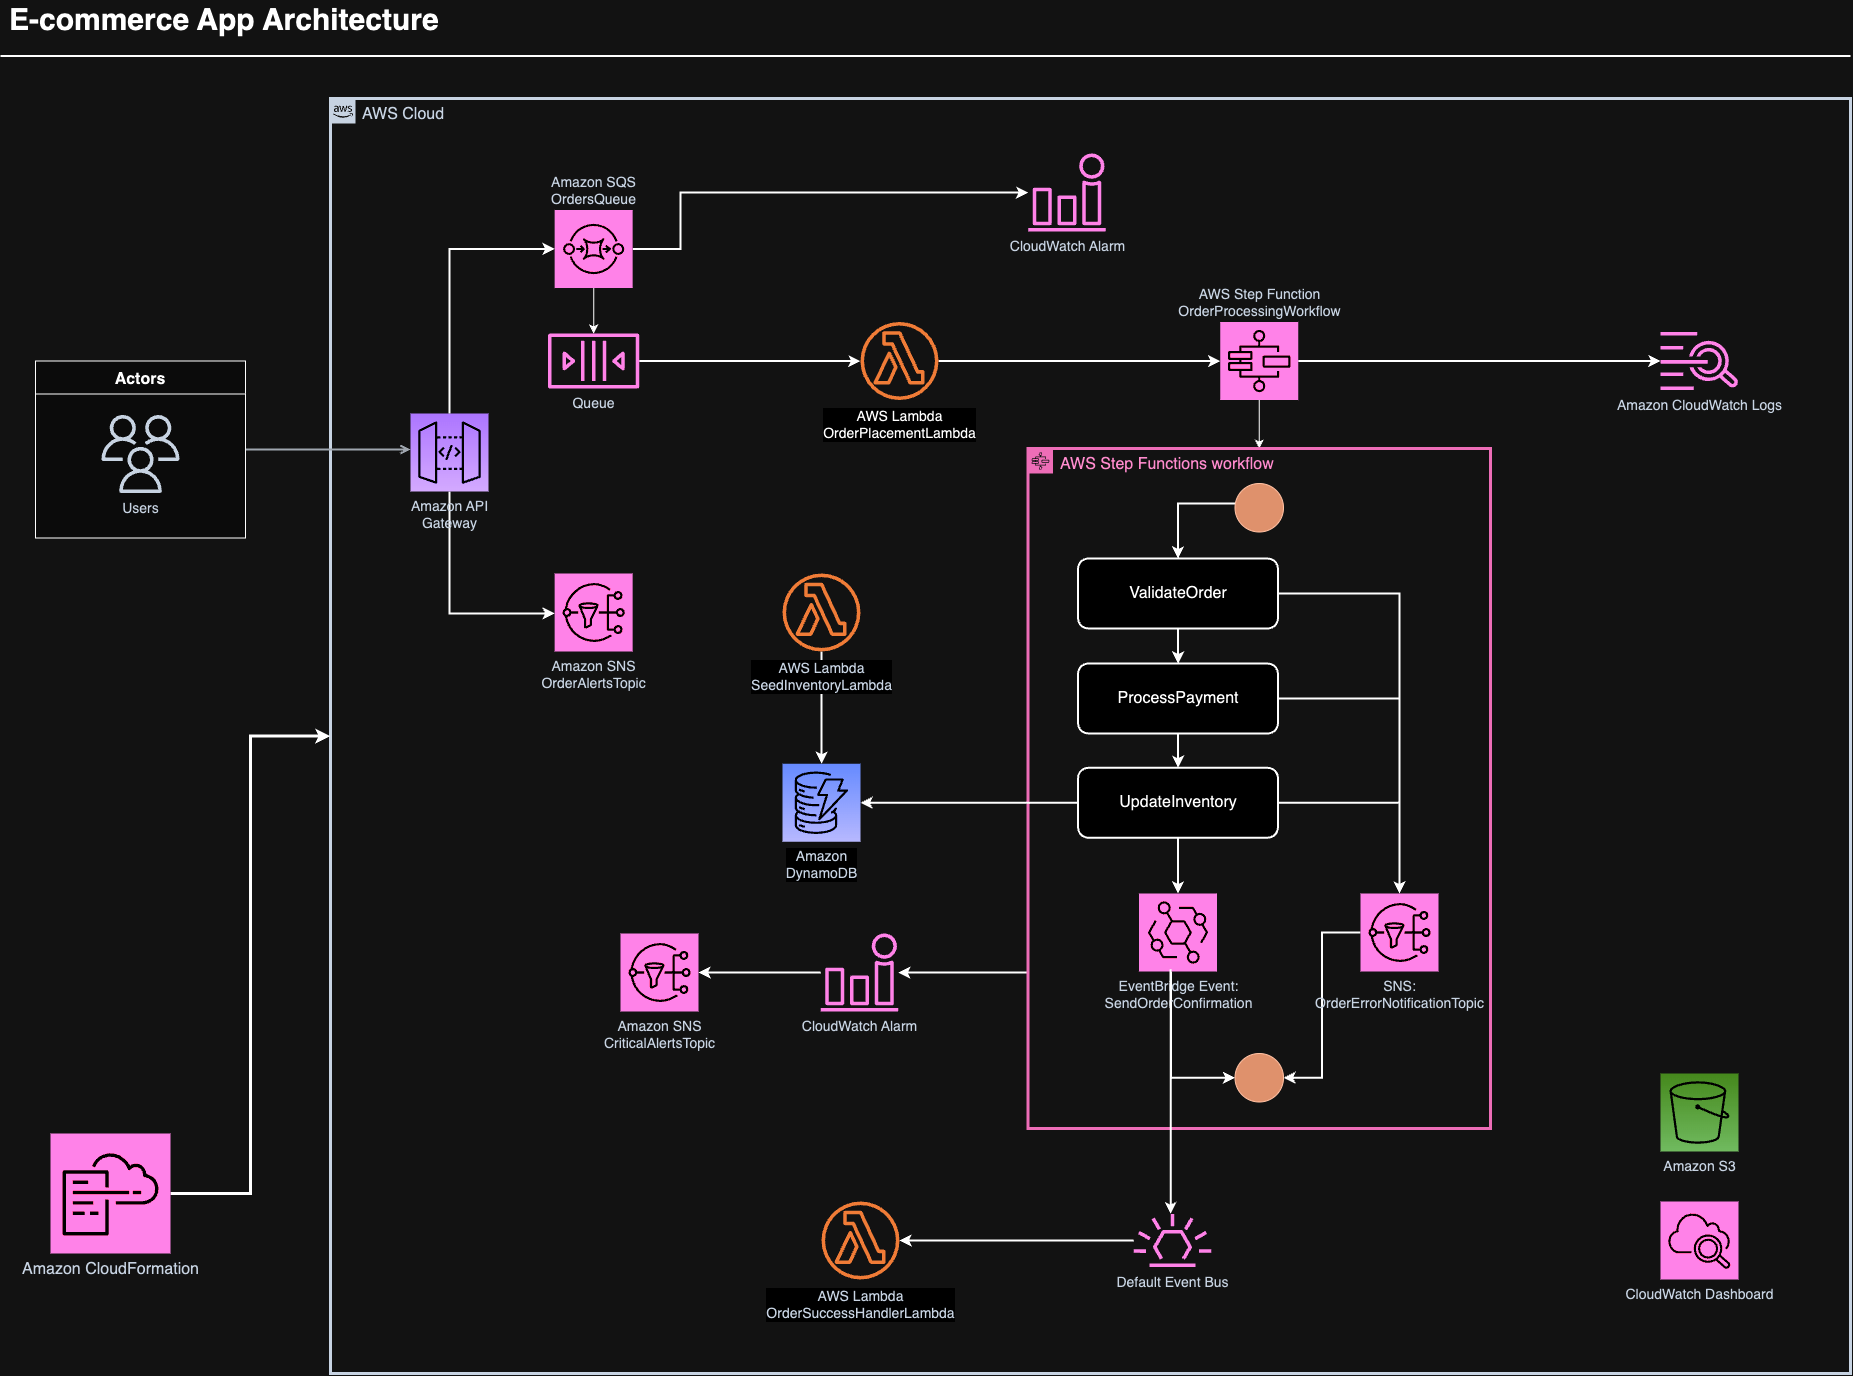 E-commerce App Architecture
aws
AWS Cloud
Amazon SQS
OrdersQueue
CloudWatch Alarm
AWS Step Function
OrderProcessingWorkflow
Queue
AWS Lambda
OrderPlacementLambda
Amazon CloudWatch Logs
Actors
Users
</>
Amazon API
Gateway
AWS Step Functions workflow
ValidateOrder
Amazon SNS
OrderAlertsTopic
AWS Lambda
SeedInventoryLambda
ProcessPayment
UpdateInventory
Amazon
DynamoDB
EventBridge Event:
SendOrderConfirmation
SNS:
OrderErrorNotificationTopic
Amazon SNS
CriticalAlertsTopic
CloudWatch Alarm
Amazon S3
Amazon CloudFormation
Default Event Bus
AWS Lambda
OrderSuccessHandlerLambda
CloudWatch Dashboard